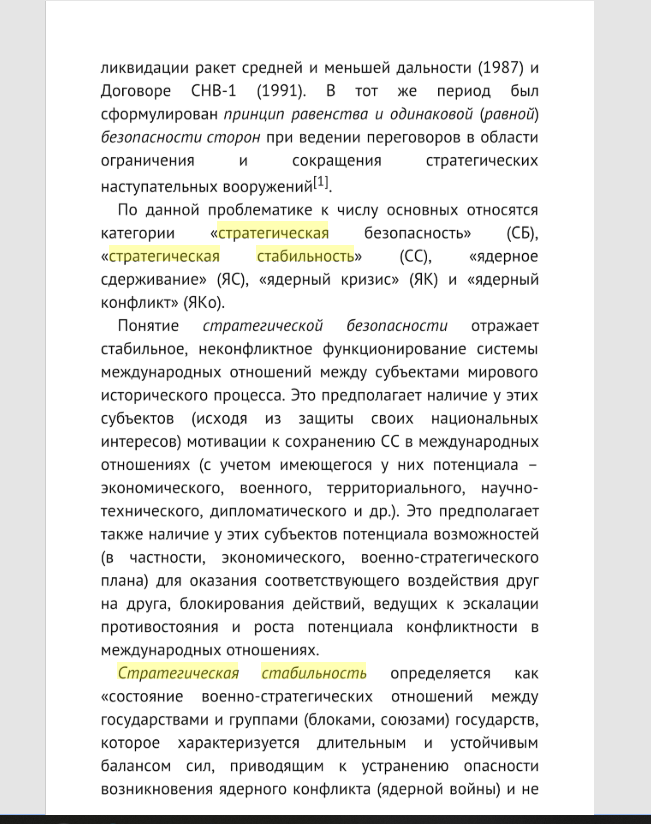 ликвидации ракет средней и меньшей дальности (1987) и
Договоре СНВ-1 (1991). В тот же период был
сформулирован принцип равенства и одинаковой (равной)
безопасности сторон при ведении переговоров в области
ограничения и сокращения стратегических
наступательных вооружений[1].
По данной проблематике к числу основных относятся
категории «стратегическая безопасность» (СБ),
«стратегическая стабильность» (СС), «ядерное
сдерживание» (ЯС), «ядерный кризис» (ЯК) и «ядерный
конфликт» (ЯКо).
Понятие стратегической безопасности отражает
стабильное, неконфликтное функционирование системы
международных отношений между субъектами мирового
исторического процесса. Это предполагает наличие у этих
субъектов (исходя из защиты своих национальных
интересов) мотивации к сохранению СС в международных
отношениях (с учетом имеющегося у них потенциала –
экономического, военного, территориального, научно-
технического, дипломатического и др.). Это предполагает
также наличие у этих субъектов потенциала возможностей
(в частности, экономического, военно-стратегического
плана) для оказания соответствующего воздействия друг
на друга, блокирования действий, ведущих к эскалации
противостояния и роста потенциала конфликтности в
международных отношениях.
Стратегическая стабильность определяется как
«состояние военно-стратегических отношений между
государствами и группами (блоками, союзами) государств,
которое характеризуется длительным и устойчивым
балансом сил, приводящим к устранению опасности
возникновения ядерного конфликта (ядерной войны) и не